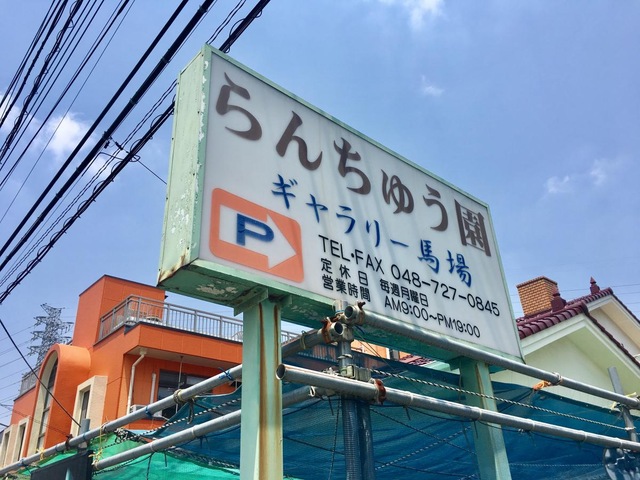 らんちゅう園
ギャラリー馬場
P
TEL・FAX 048-727-0845
定休日 毎週月曜日
営業時間 AM9:00~PM19:00